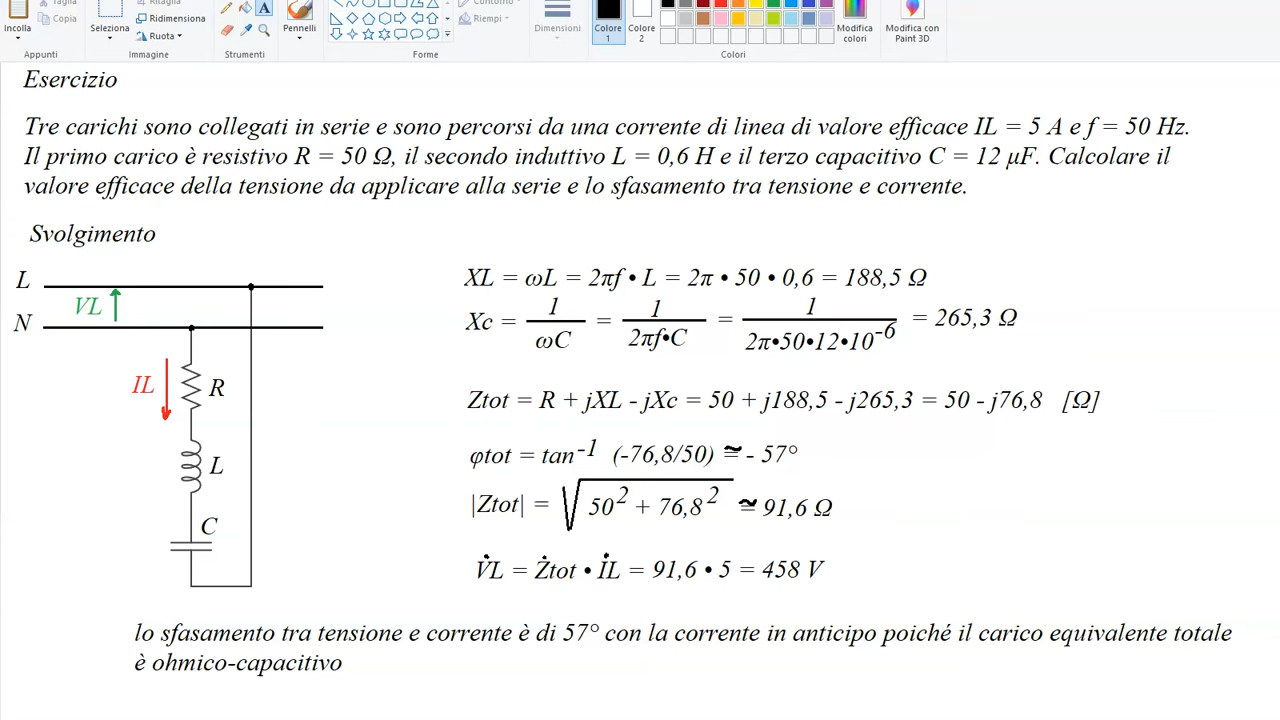 Taglia
Ritaglia
Contorno
Incolla
Copia
Seleziona
Ridimensiona
Ruota
Pennelli
Riempi
Dimensioni
Colore 1
Colore 2
Modifica colori
Modifica con Paint 3D
Appunti
Immagine
Strumenti
Forme
Colori
Esercizio
Tre carichi sono collegati in serie e sono percorsi da una corrente di linea di valore efficace IL = 5 A e f = 50 Hz.
Il primo carico è resistivo R = 50 Ω, il secondo induttivo L = 0,6 H e il terzo capacitivo C = 12 µF. Calcolare il
valore efficace della tensione da applicare alla serie e lo sfasamento tra tensione e corrente.
Svolgimento
L
VL
N
IL
R
L
C
XL = ωL = 2πf • L = 2π • 50 • 0,6 = 188,5 Ω
Xc = 1/ωC = 1/2πf•C = 1/2π•50•12•10^-6 = 265,3 Ω
Ztot = R + jXL - jXc = 50 + j188,5 - j265,3 = 50 - j76,8 [Ω]
φtot = tan^-1 (-76,8/50) ≅ - 57°
|Ztot| = √50^2 + 76,8^2 ≅ 91,6 Ω
V̇L = Żtot • İL = 91,6 • 5 = 458 V
lo sfasamento tra tensione e corrente è di 57° con la corrente in anticipo poiché il carico equivalente totale
è ohmico-capacitivo